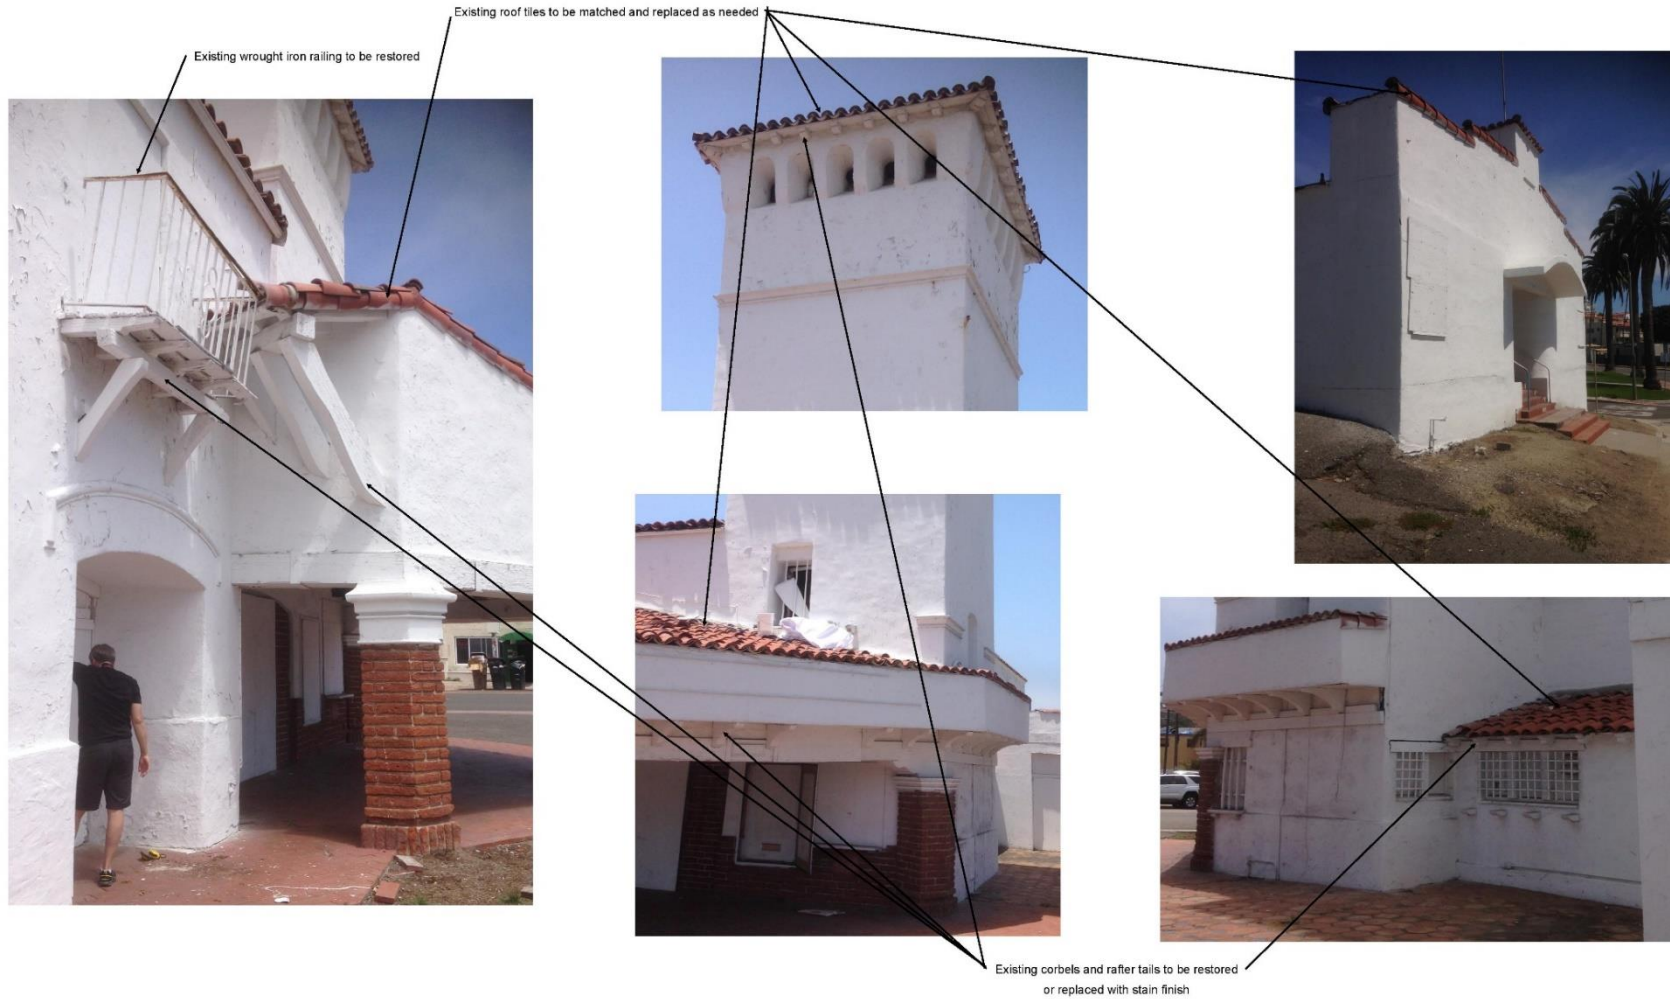 Existing roof tiles to be matched and replaced as needed
Existing wrought iron railing to be restored
Existing corbels and rafter tails to be restored
or replaced with stain finish